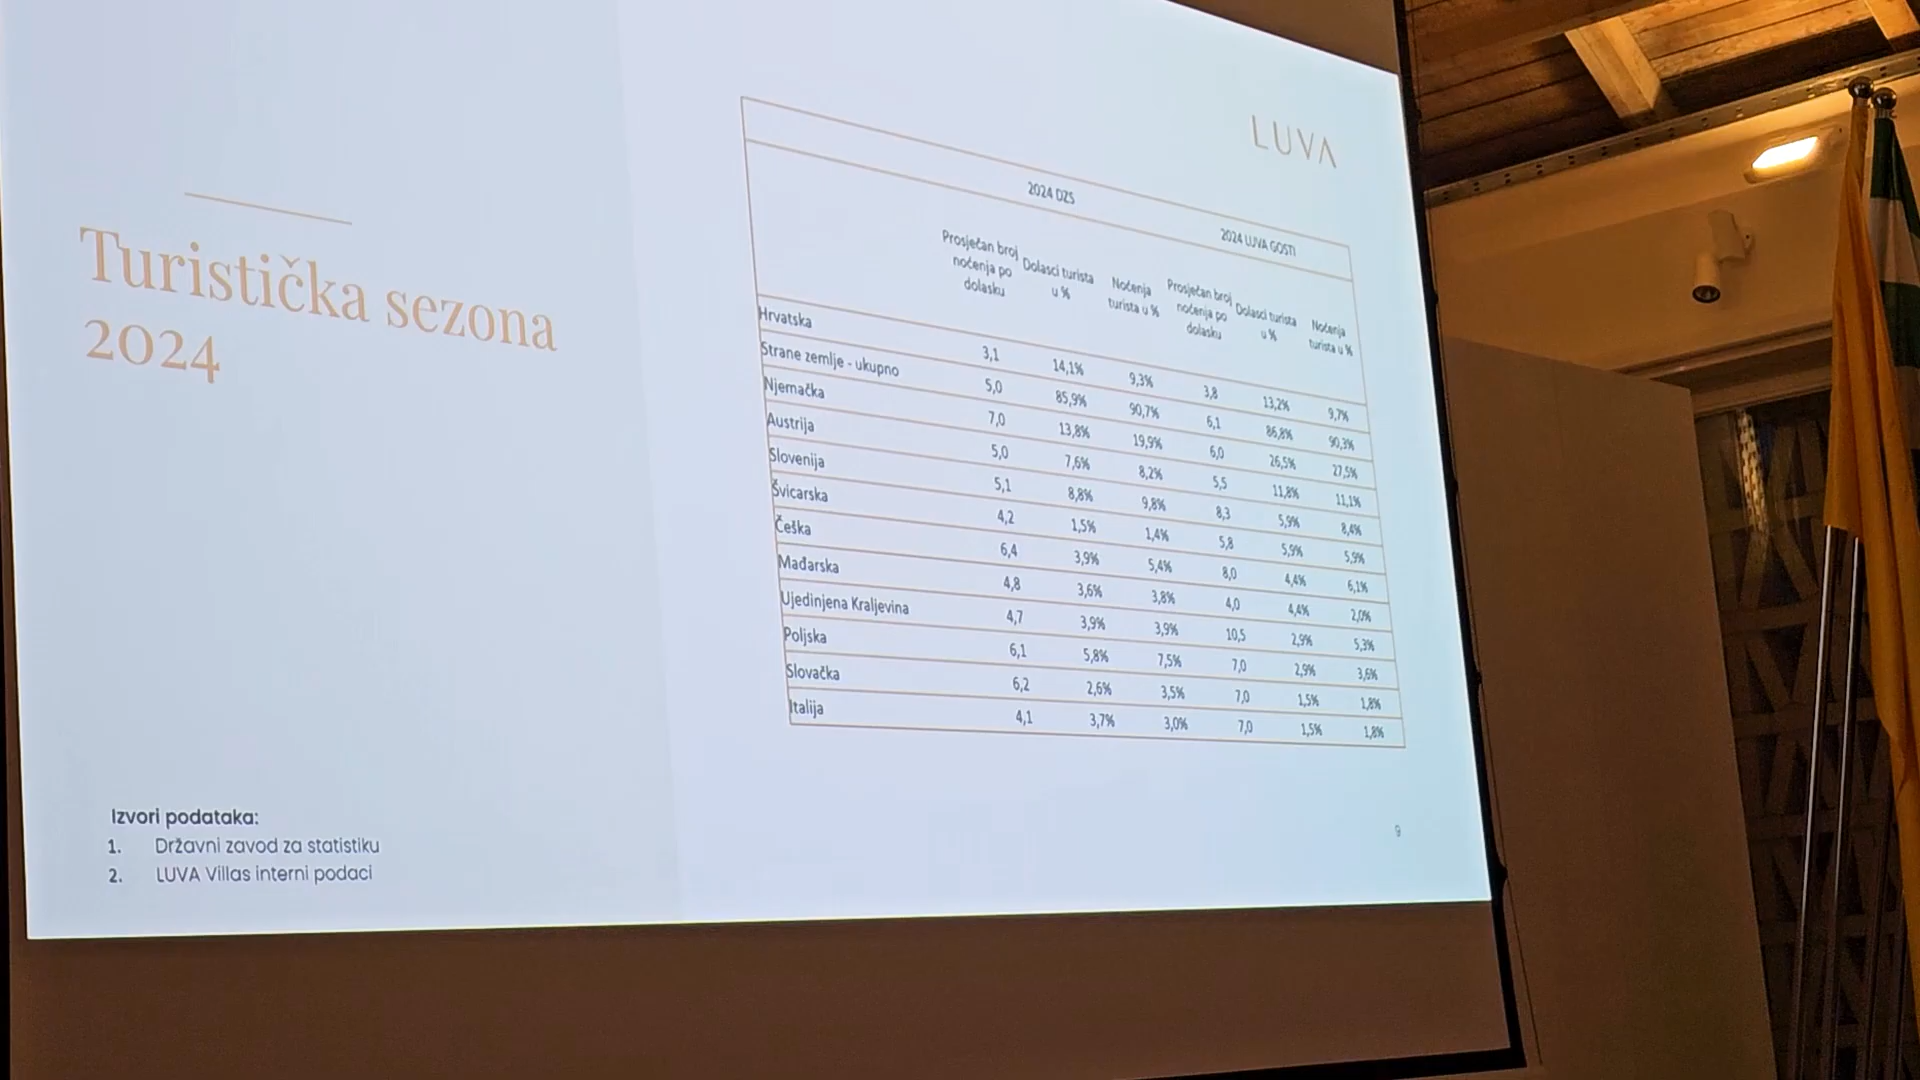 LUVA
Turistička sezona
2024
2024 DZS
2024 LUVA GOSTI
Prosječan broj
noćenja po
dolasku
Dolasci turista
u %
Noćenja
turista u %
Prosječan broj
noćenja po
dolasku
Dolasci turista
u %
Noćenja
turista u %
Hrvatska 3,1 14,1% 9,3% 3,8 13,2% 9,7%
Strane zemlje - ukupno 5,0 85,9% 90,7% 6,1 86,8% 90,3%
Njemačka 7,0 13,8% 19,9% 6,0 26,5% 27,5%
Austrija 5,0 7,6% 8,2% 5,5 11,8% 11,1%
Slovenija 5,1 8,8% 9,8% 8,3 5,9% 8,4%
Švicarska 4,2 1,5% 1,4% 5,8 5,9% 5,9%
Češka 6,4 3,9% 5,4% 8,0 4,4% 6,1%
Mađarska 4,8 3,6% 3,8% 4,0 4,4% 2,0%
Ujedinjena Kraljevina 4,7 3,9% 3,9% 10,5 2,9% 5,3%
Poljska 6,1 5,8% 7,5% 7,0 2,9% 3,6%
Slovačka 6,2 2,6% 3,5% 7,0 1,5% 1,8%
Italija 4,1 3,7% 3,0% 7,0 1,5% 1,8%
Izvori podataka:
1. Državni zavod za statistiku
2. LUVA Villas interni podaci
9